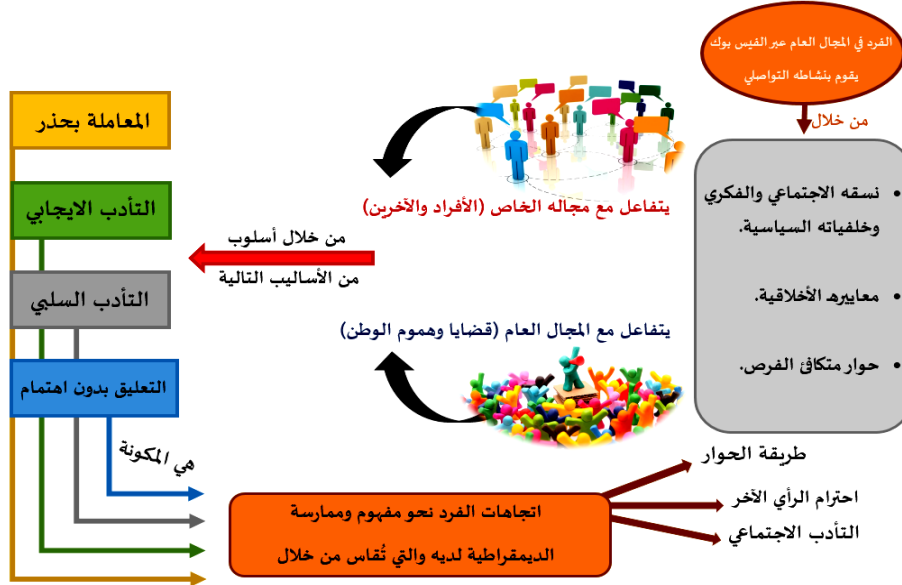 الفرد في المجال العام عبر الفيس بوك
يقوم بنشاطه التواصلي
من خلال
نسقه الاجتماعي والفكري
وخلفياته السياسية.
معاييره الأخلاقية.
حوار متكافئ الفرص.
يتفاعل مع مجاله الخاص (الأفراد والآخرين)
من خلال أسلوب
من الأساليب التالية
يتفاعل مع المجال العام (قضايا وهموم الوطن)
المعاملة بحذر
التأدب الايجابي
التأدب السلبي
التعليق بدون اهتمام
هي المكونة
اتجاهات الفرد نحو مفهوم وممارسة
الديمقراطية لديه والتي تُقاس من خلال
طريقة الحوار
احترام الرأي الآخر
التأدب الاجتماعي